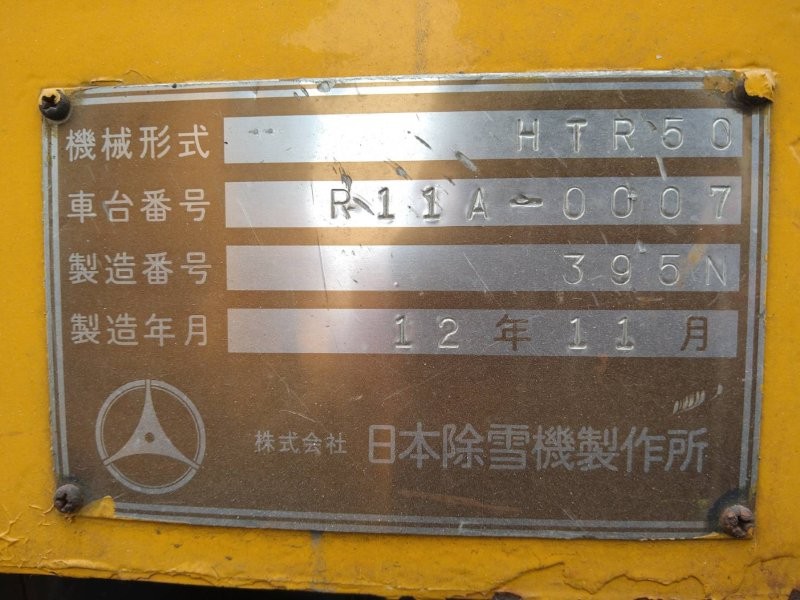 機械形式 HTR50
車台番号 R11A-0007
製造番号 395N
製造年月 12年11月
株式会社 日本除雪機製作所